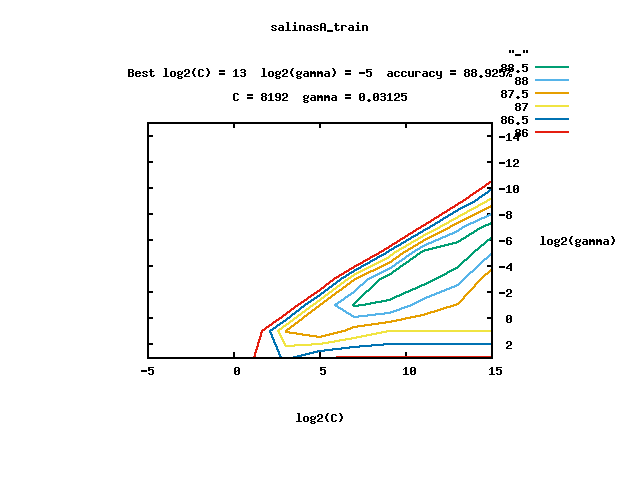 salinasA_train
"-"
Best log2(C) = 13  log2(gamma) = -5  accuracy = 88.925%
C = 8192  gamma = 0.03125
88.5
88
87.5
87
86.5
86
-14
-12
-10
-8
-6
-4
-2
0
2
log2(gamma)
-5 0 5 10 15
log2(C)